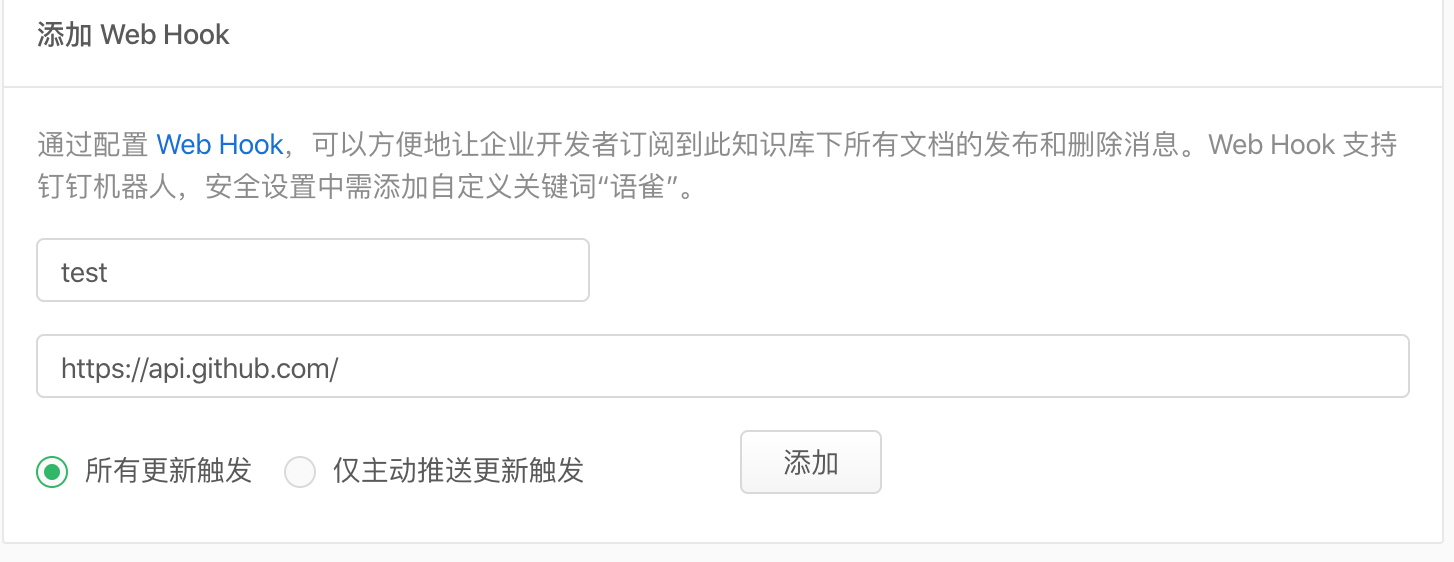 添加 Web Hook
通过配置 Web Hook，可以方便地让企业开发者订阅到此知识库下所有文档的发布和删除消息。Web Hook 支持
钉钉机器人，安全设置中需添加自定义关键词“语雀”。
test
https://api.github.com/
所有更新触发 仅主动推送更新触发 添加